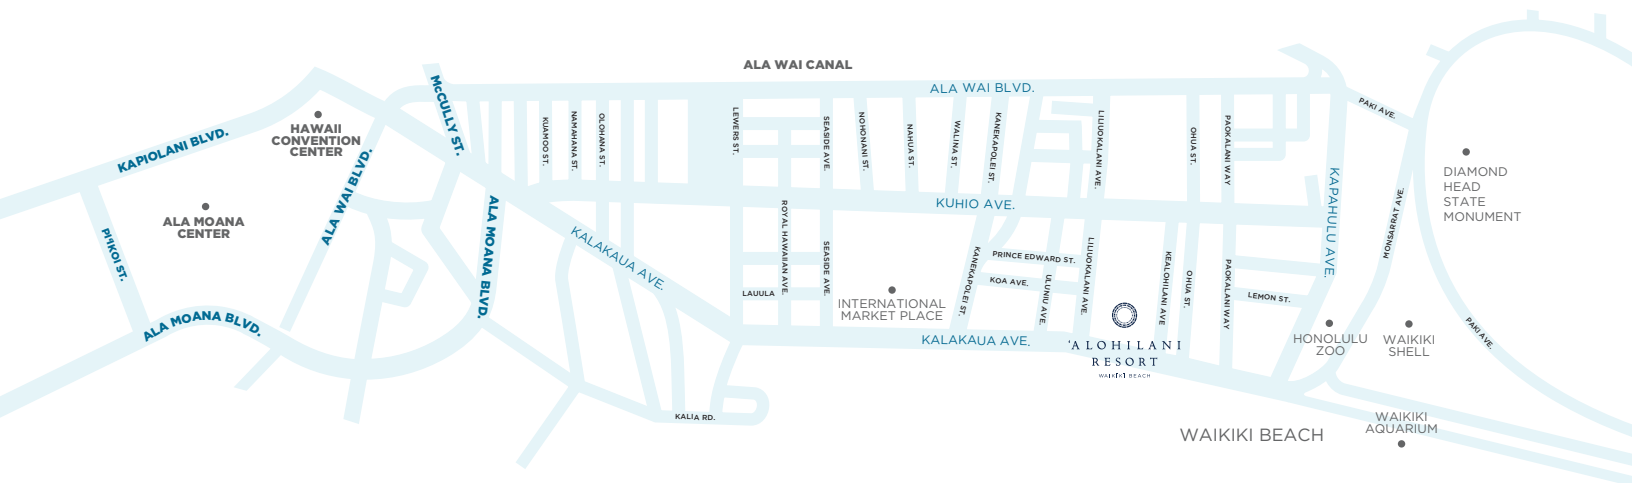 ALA WAI CANAL
ALA WAI BLVD.
McCULLY ST.
HAWAII
CONVENTION
CENTER
KAPIOLANI BLVD.
ALA WAI BLVD.
ALA MOANA
CENTER
PI'IKOI ST.
ALA MOANA BLVD.
ALA MOANA BLVD.
KUAMOO ST.
NAMAHANA ST.
OLOHANA ST.
LEWERS ST.
SEASIDE AVE.
NOHONANI ST.
NAHUA ST.
WALINA ST.
KANEKAPOLEI ST.
LILIUOKALANI AVE.
OHUA ST.
PAOKALANI WAY
PAKI AVE.
KUHIO AVE.
KALAKAUA AVE.
ROYAL HAWAIIAN AVE.
SEASIDE AVE.
LAUULA
INTERNATIONAL
MARKET PLACE
KANEKAPOLEI ST.
PRINCE EDWARD ST.
KOA AVE.
ULUNIU AVE.
LILIUOKALANI AVE.
KEALOHILANI AVE
OHUA ST.
PAOKALANI WAY
LEMON ST.
KAPAHULU AVE.
MONSARRAT AVE.
DIAMOND
HEAD
STATE
MONUMENT
KALAKAUA AVE.
'ALOHILANI
RESORT
WAIKIKI BEACH
HONOLULU
ZOO
WAIKIKI
SHELL
PAKI AVE.
KALIA RD.
WAIKIKI BEACH
WAIKIKI
AQUARIUM